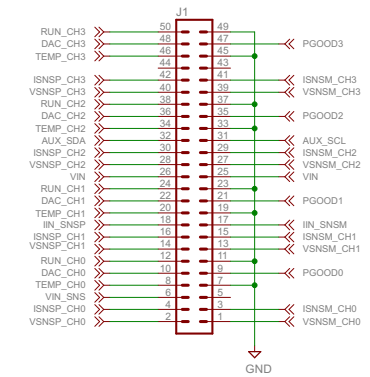 J1
RUN_CH3 50 49
DAC_CH3 48 47 PGOOD3
TEMP_CH3 46 45
44 43
ISNSP_CH3 42 41 ISNSM_CH3
VSNSP_CH3 40 39 VSNSM_CH3
RUN_CH2 38 37
DAC_CH2 36 35 PGOOD2
TEMP_CH2 34 33
AUX_SDA 32 31 AUX_SCL
ISNSP_CH2 30 29 ISNSM_CH2
VSNSP_CH2 28 27 VSNSM_CH2
VIN 26 25 VIN
RUN_CH1 24 23
DAC_CH1 22 21 PGOOD1
TEMP_CH1 20 19
IIN_SNSP 18 17 IIN_SNSM
ISNSP_CH1 16 15 ISNSM_CH1
VSNSP_CH1 14 13 VSNSM_CH1
RUN_CH0 12 11
DAC_CH0 10 9 PGOOD0
TEMP_CH0 8 7
VIN_SNS 6 5
ISNSP_CH0 4 3 ISNSM_CH0
VSNSP_CH0 2 1 VSNSM_CH0
GND